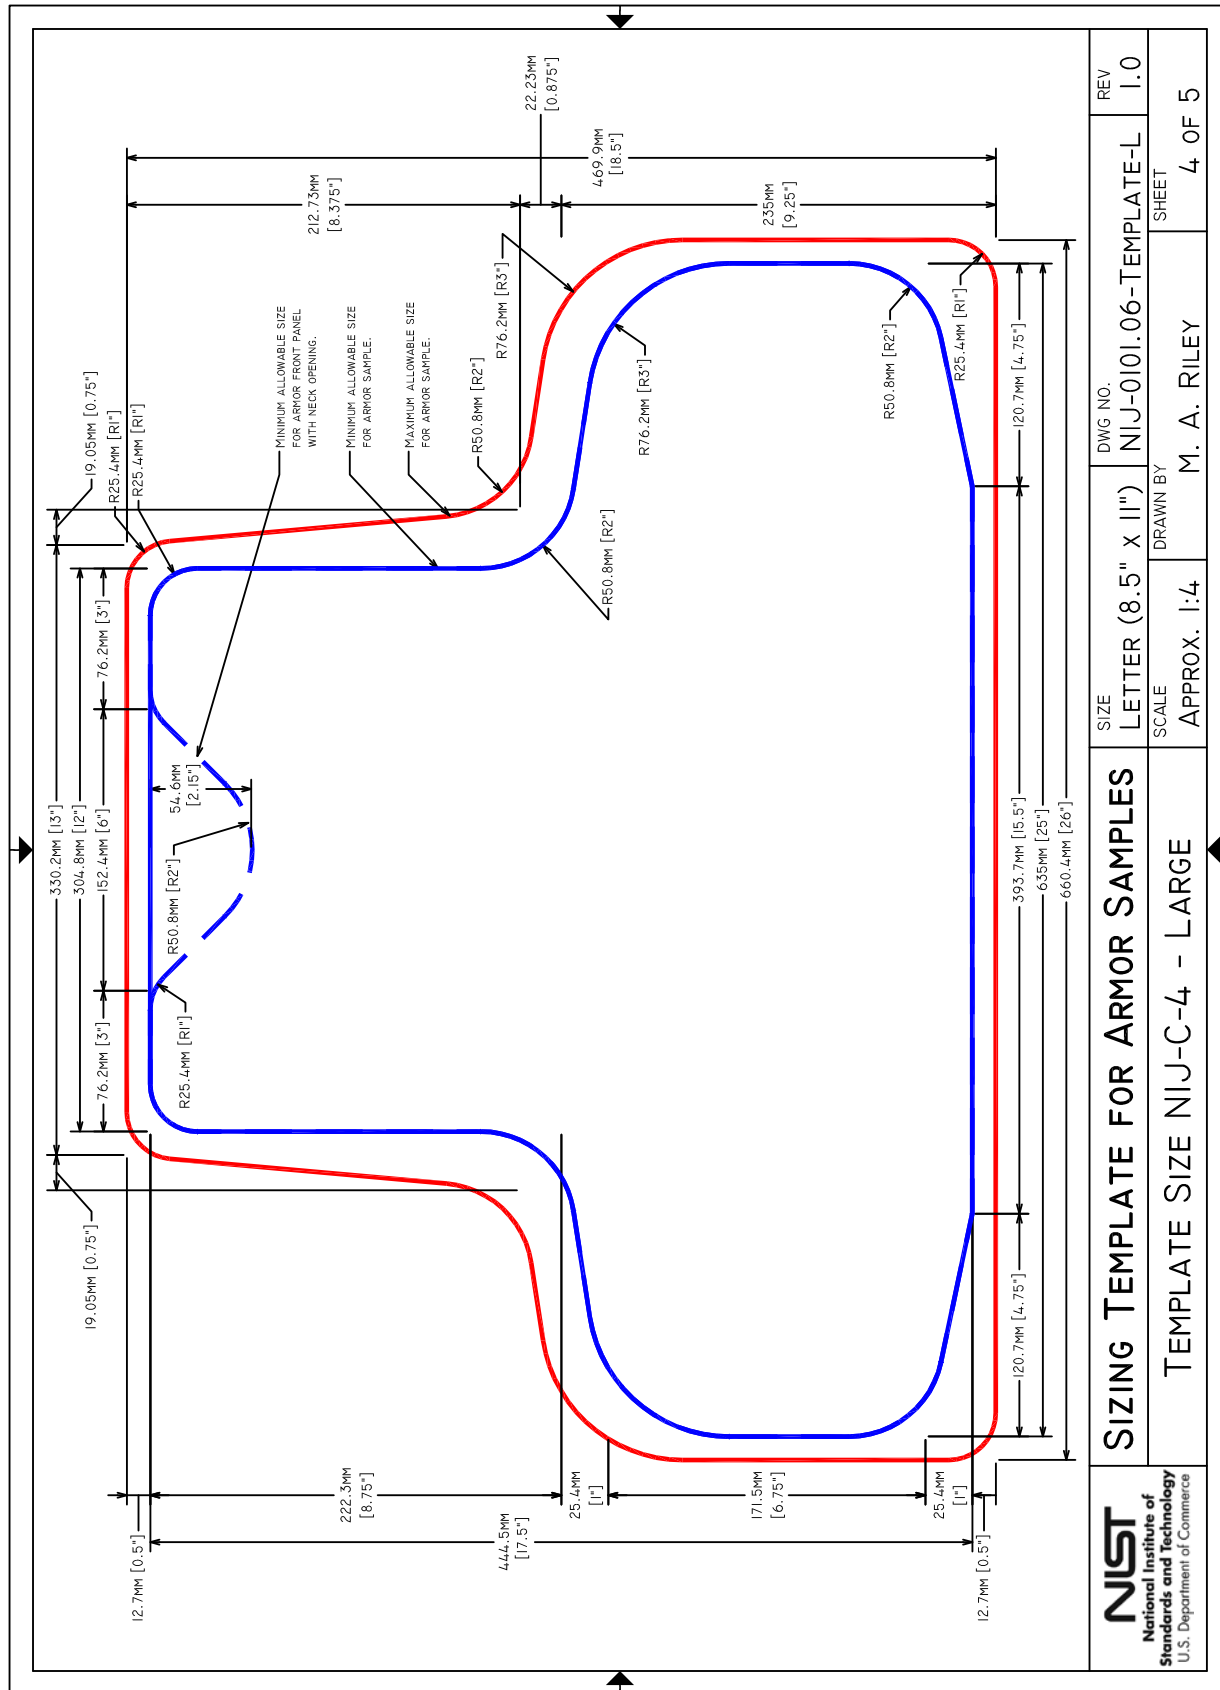 19.05MM [0.75"]
330.2MM [13"]
19.05MM [0.75"]
304.8MM [12"]
76.2MM [3"]
152.4MM [6"]
76.2MM [3"]
R25.4MM [R1"]
R25.4MM [R1"]
12.7MM [0.5"]
54.6MM
[2.15"]
R50.8MM [R2"]
R25.4MM [R1"]
MINIMUM ALLOWABLE SIZE
FOR ARMOR FRONT PANEL
WITH NECK OPENING.
MINIMUM ALLOWABLE SIZE
FOR ARMOR SAMPLE.
MAXIMUM ALLOWABLE SIZE
FOR ARMOR SAMPLE.
212.73MM
[8.375"]
22.23MM
[0.875"]
469.9MM
[18.5"]
235MM
[9.25"]
222.3MM
[8.75"]
444.5MM
[17.5"]
25.4MM
[1"]
171.5MM
[6.75"]
25.4MM
[1"]
12.7MM [0.5"]
R50.8MM [R2"]
R76.2MM [R3"]
R50.8MM [R2"]
R76.2MM [R3"]
R50.8MM [R2"]
R25.4MM [R1"]
120.7MM [4.75"]
393.7MM [15.5"]
120.7MM [4.75"]
635MM [25"]
660.4MM [26"]
NIST
National Institute of
Standards and Technology
U.S. Department of Commerce
SIZING TEMPLATE FOR ARMOR SAMPLES
TEMPLATE SIZE NIJ-C-4 - LARGE
SIZE
LETTER (8.5" X 11")
DWG NO.
NIJ-0101.06-TEMPLATE-L
REV
1.0
SCALE
APPROX. 1:4
DRAWN BY
M. A. RILEY
SHEET
4 OF 5